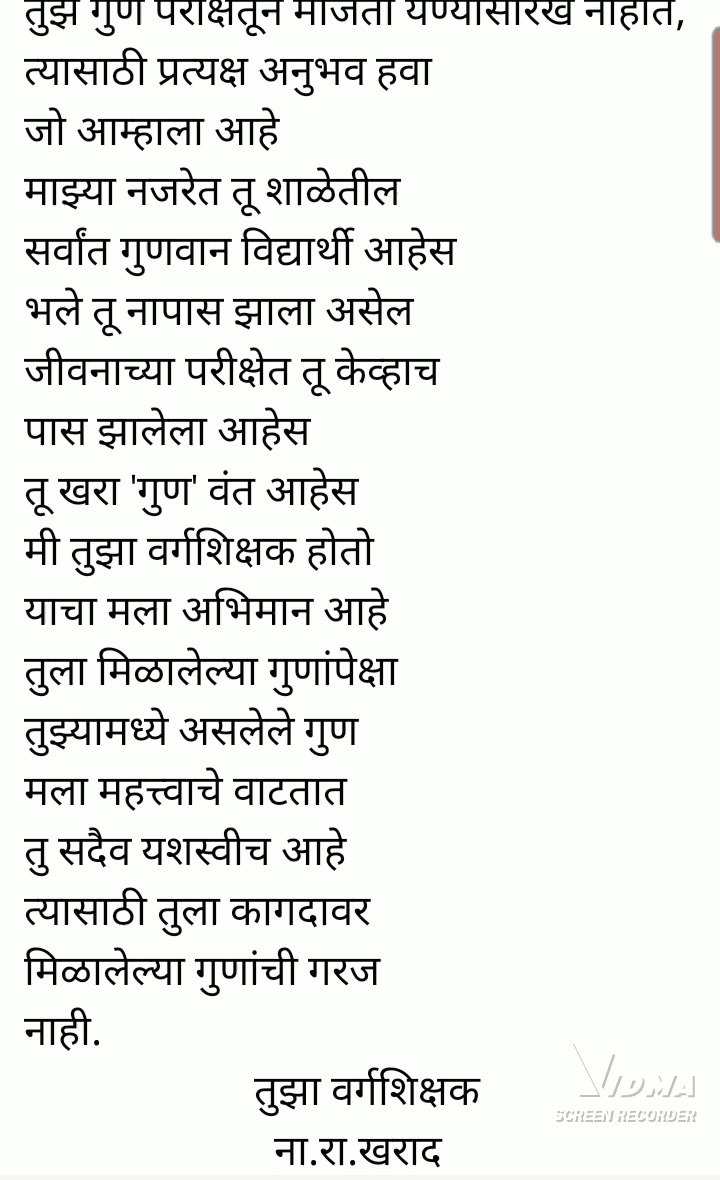 तुझे गुण परीक्षेतून मोजता येण्यासारखे नाहीत,
त्यासाठी प्रत्यक्ष अनुभव हवा
जो आम्हाला आहे
माझ्या नजरेत तू शाळेतील
सर्वांत गुणवान विद्यार्थी आहेस
भले तू नापास झाला असेल
जीवनाच्या परीक्षेत तू केव्हाच
पास झालेला आहेस
तू खरा 'गुण' वंत आहेस
मी तुझा वर्गशिक्षक होतो
याचा मला अभिमान आहे
तुला मिळालेल्या गुणांपेक्षा
तुझ्यामध्ये असलेले गुण
मला महत्त्वाचे वाटतात
तु सदैव यशस्वीच आहे
त्यासाठी तुला कागदावर
मिळालेल्या गुणांची गरज
नाही.
तुझा वर्गशिक्षक
ना.रा.खराद
VIDMA
SCREEN RECORDER